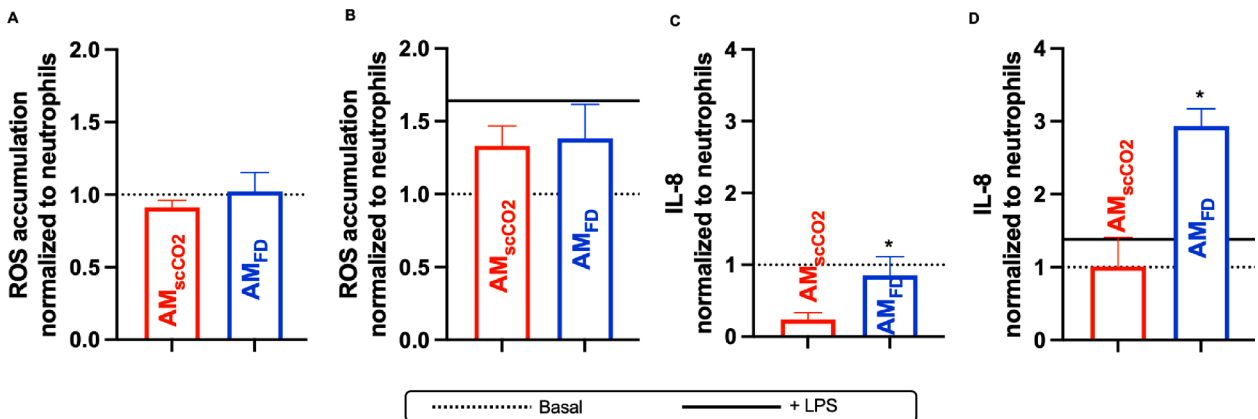 A
ROS accumulation
normalized to neutrophils
2.0
1.5
1.0
0.5
0.0
AMscCO2
AMFD
B
ROS accumulation
normalized to neutrophils
2.0
1.5
1.0
0.5
0.0
AMscCO2
AMFD
C
IL-8
normalized to neutrophils
4
3
2
1
0
AMscCO2
*
AMFD
D
IL-8
normalized to neutrophils
4
3
2
1
0
AMscCO2
*
AMFD
Basal
+ LPS